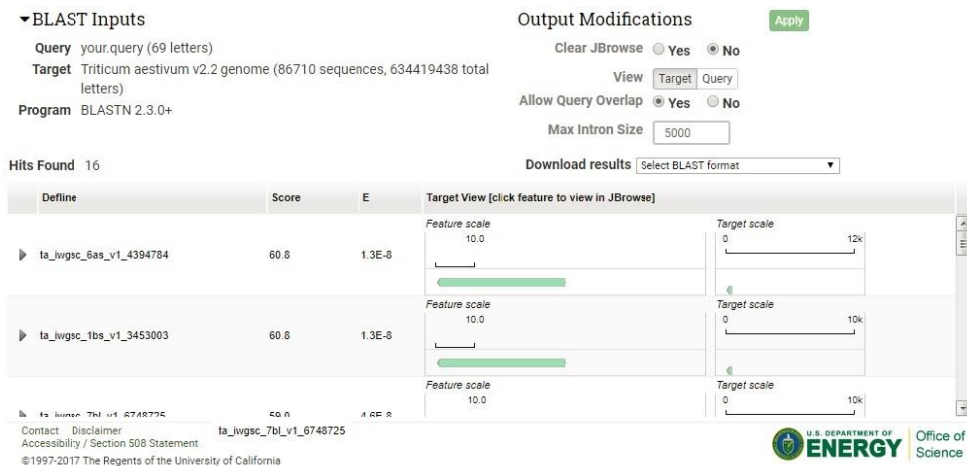 BLAST Inputs
Query your.query (69 letters)
Target Triticum aestivum v2.2 genome (86710 sequences, 634419438 total
letters)
Program BLASTN 2.3.0+
Output Modifications Apply
Clear JBrowse Yes No
View Target Query
Allow Query Overlap Yes No
Max Intron Size 5000
Hits Found 16
Download results Select BLAST format
Defline Score E Target View [click feature to view in JBrowse]
Feature scale Target scale
10.0 0 12k
ta_iwgsc_6as_v1_4394784 60.8 1.3E-8
Feature scale Target scale
10.0 0 10k
ta_iwgsc_1bs_v1_3453003 60.8 1.3E-8
Feature scale Target scale
10.0 0 10k
ta_iwgsc_7bl_v1_6748725 59.0 4.6E-8
Contact Disclaimer ta_iwgsc_7bl_v1_6748725
Accessibility / Section 508 Statement
©1997-2017 The Regents of the University of California
U.S. DEPARTMENT OF
ENERGY
Office of
Science